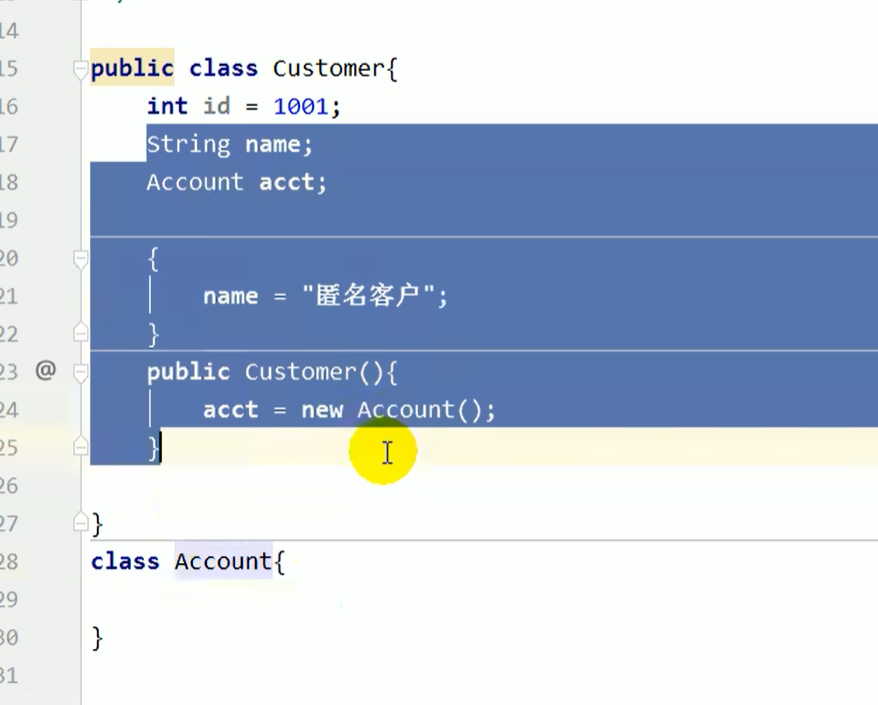 14
15 public class Customer{
16 int id = 1001;
17 String name;
18 Account acct;
19
20 {
21 name = "匿名客户";
22 }
23 @ public Customer(){
24 acct = new Account();
25 }
26
27 }
28 class Account{
29
30 }
31